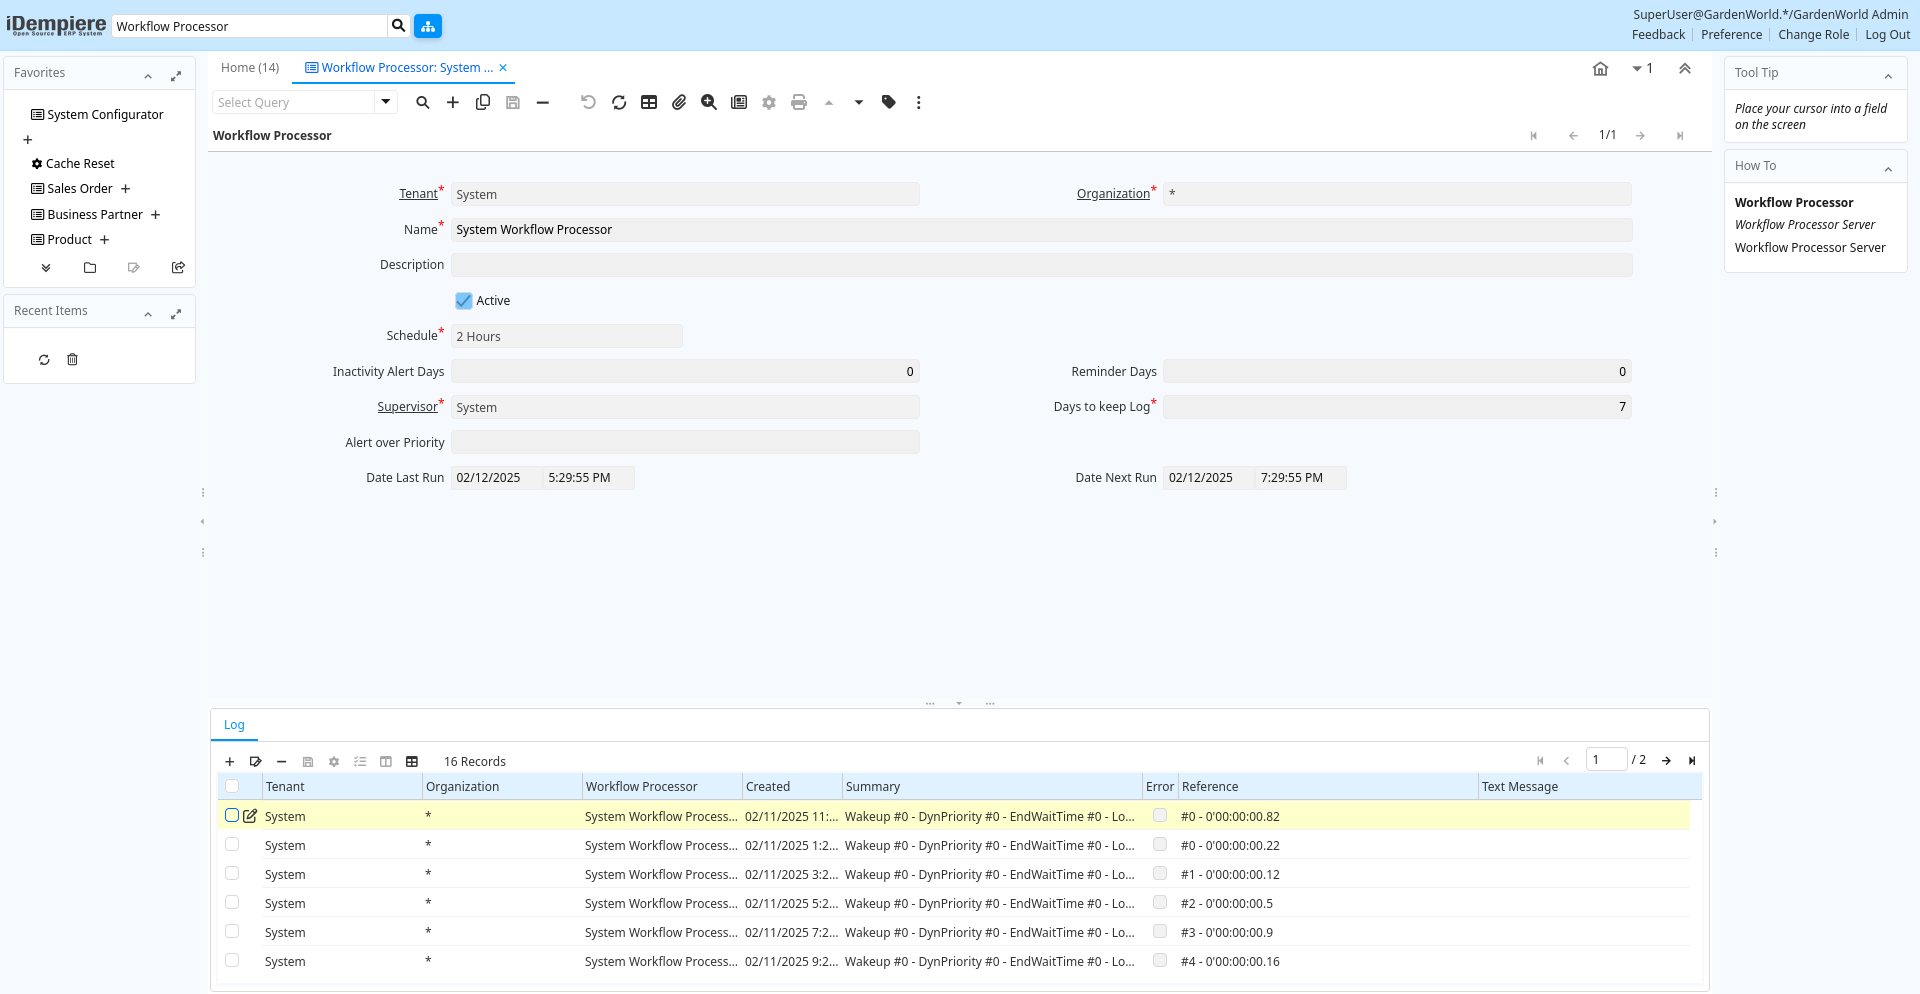 iDempiere
Open Source ERP System
Workflow Processor
SuperUser@GardenWorld.*/GardenWorld Admin
Feedback
Preference
Change Role
Log Out
Favorites
System Configurator
Cache Reset
Sales Order
Business Partner
Product
Recent Items
Home (14)
Workflow Processor: System ...
1
Select Query
Workflow Processor
1/1
Tenant* System
Organization* *
Name* System Workflow Processor
Description
Active
Schedule* 2 Hours
Inactivity Alert Days 0
Reminder Days 0
Supervisor* System
Days to keep Log* 7
Alert over Priority
Date Last Run 02/12/2025 5:29:55 PM
Date Next Run 02/12/2025 7:29:55 PM
Log
16 Records
1 / 2
Tenant Organization Workflow Processor Created Summary Error Reference Text Message
System * System Workflow Process... 02/11/2025 11:... Wakeup #0 - DynPriority #0 - EndWaitTime #0 - Lo... #0 - 0'00:00:00.82
System * System Workflow Process... 02/11/2025 1:2... Wakeup #0 - DynPriority #0 - EndWaitTime #0 - Lo... #0 - 0'00:00:00.22
System * System Workflow Process... 02/11/2025 3:2... Wakeup #0 - DynPriority #0 - EndWaitTime #0 - Lo... #1 - 0'00:00:00.12
System * System Workflow Process... 02/11/2025 5:2... Wakeup #0 - DynPriority #0 - EndWaitTime #0 - Lo... #2 - 0'00:00:00.5
System * System Workflow Process... 02/11/2025 7:2... Wakeup #0 - DynPriority #0 - EndWaitTime #0 - Lo... #3 - 0'00:00:00.9
System * System Workflow Process... 02/11/2025 9:2... Wakeup #0 - DynPriority #0 - EndWaitTime #0 - Lo... #4 - 0'00:00:00.16
Tool Tip
Place your cursor into a field
on the screen
How To
Workflow Processor
Workflow Processor Server
Workflow Processor Server